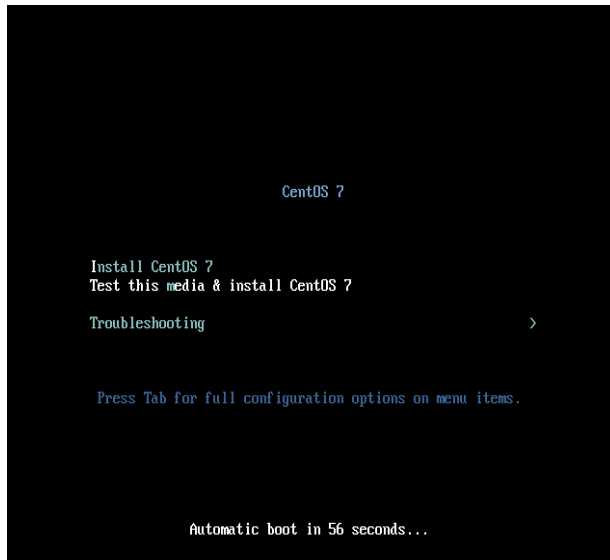 CentOS 7
Install CentOS 7
Test this media & install CentOS 7
Troubleshooting >
Press Tab for full configuration options on menu items.
Automatic boot in 56 seconds...